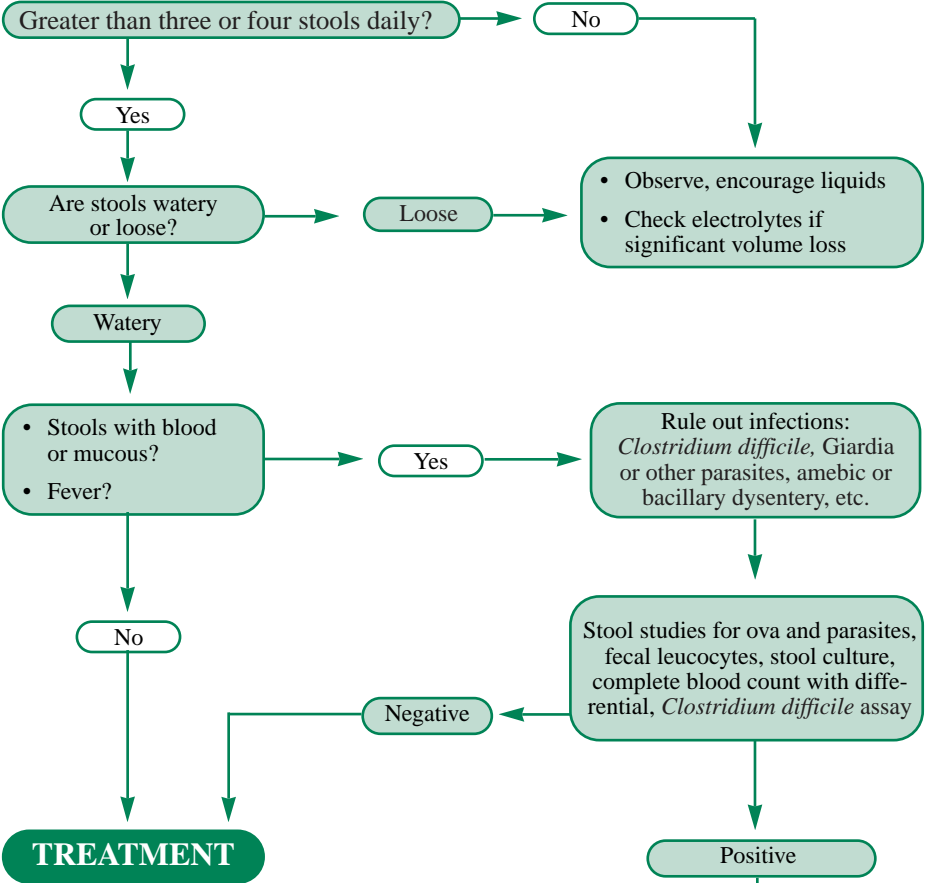 Greater than three or four stools daily?
No
Yes
Are stools watery
or loose?
Loose
• Observe, encourage liquids
• Check electrolytes if
significant volume loss
Watery
• Stools with blood
or mucous?
• Fever?
Yes
Rule out infections:
Clostridium difficile, Giardia
or other parasites, amebic or
bacillary dysentery, etc.
No
Stool studies for ova and parasites,
fecal leucocytes, stool culture,
complete blood count with diffe-
rential, Clostridium difficile assay
Negative
TREATMENT
Positive